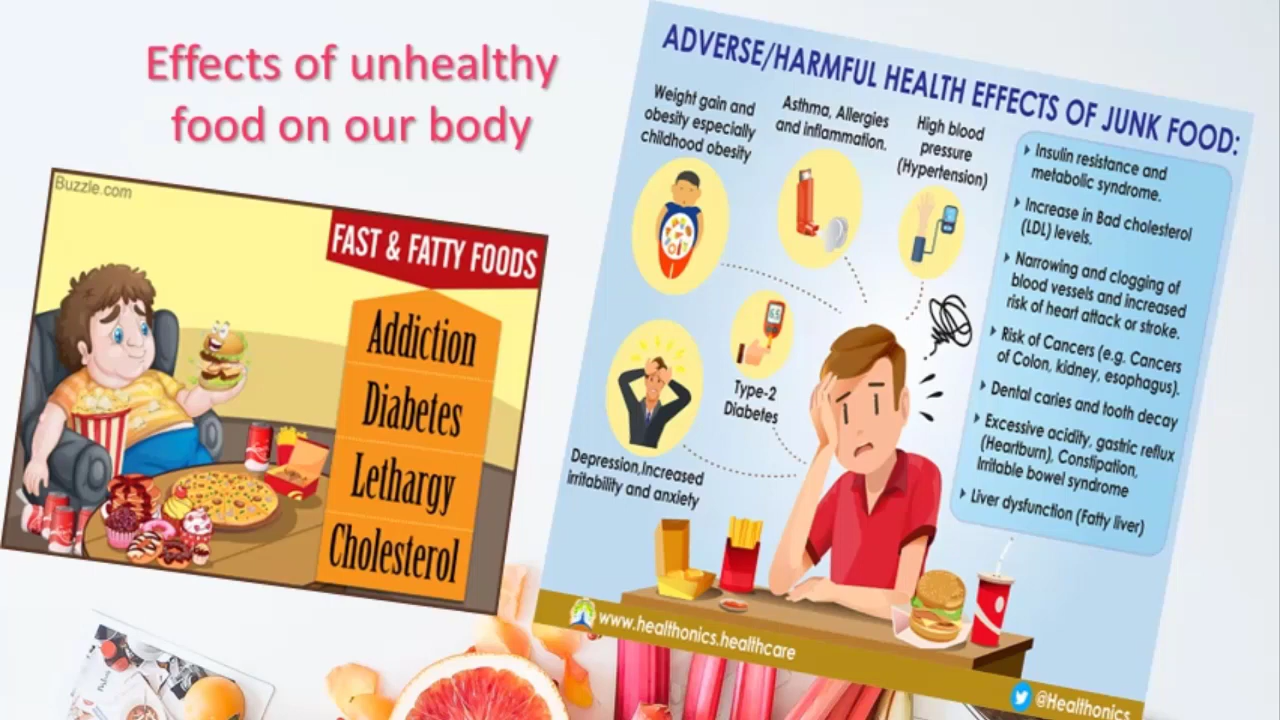 Effects of unhealthy
food on our body
Buzzle.com
FAST & FATTY FOODS
Addiction
Diabetes
Lethargy
Cholesterol
ADVERSE/HARMFUL HEALTH EFFECTS OF JUNK FOOD:
Weight gain and
obesity especially
childhood obesity
Asthma, Allergies
and inflammation.
High blood
pressure
(Hypertension)
Type-2
Diabetes
Depression,Increased
irritability and anxiety
Insulin resistance and
metabolic syndrome.
Increase in Bad cholesterol
(LDL) levels.
Narrowing and clogging of
blood vessels and increased
risk of heart attack or stroke.
Risk of Cancers (e.g. Cancers
of Colon, kidney, esophagus).
Dental caries and tooth decay
Excessive acidity, gastric reflux
(Heartburn), Constipation,
Irritable bowel syndrome
Liver dysfunction (Fatty liver)
www.healthonics.healthcare
@Healthonics